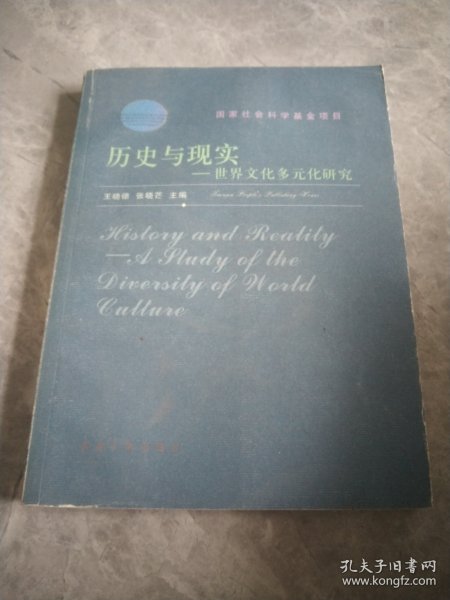 国家社会科学基金项目
历史与现实
——世界文化多元化研究
王晓德 张晓芒 主编
History and Reality
—A Study of the
Diversity of World
Culture
孔夫子旧书网
www.kongfz.com